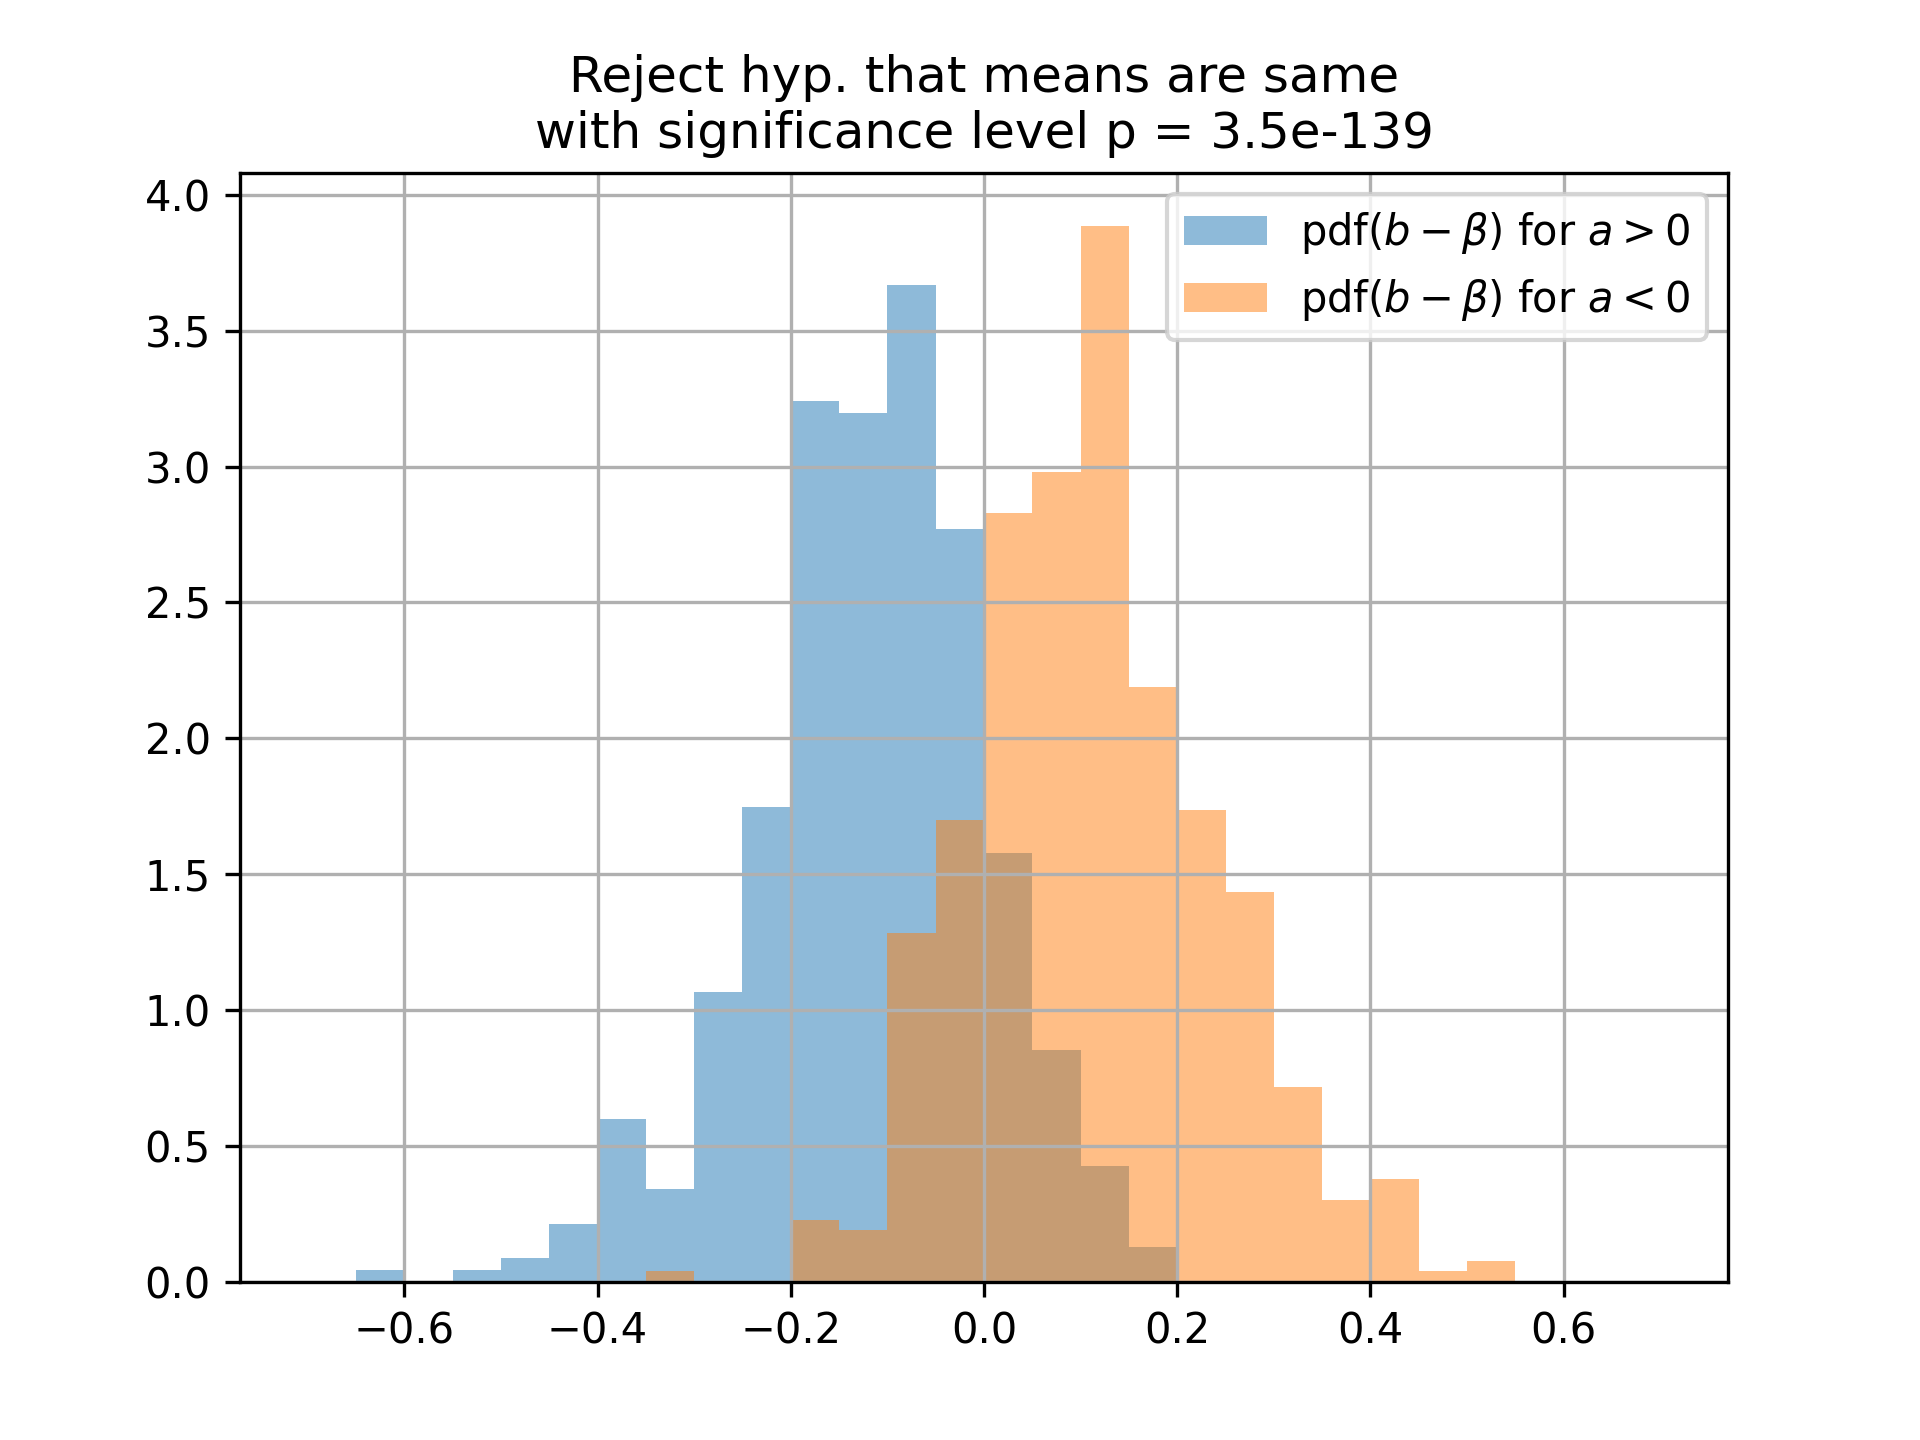 Reject hyp. that means are same
with significance level p = 3.5e-139
4.0
3.5
3.0
2.5
2.0
1.5
1.0
0.5
0.0
pdf(b − β) for a > 0
pdf(b − β) for a < 0
−0.6 −0.4 −0.2 0.0 0.2 0.4 0.6